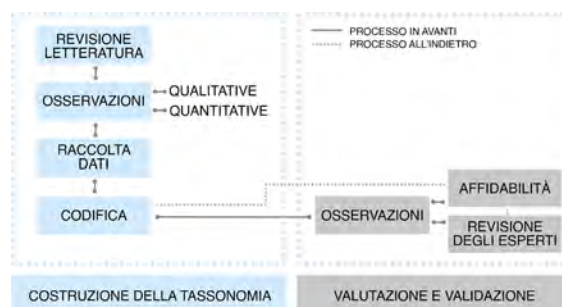 REVISIONE
LETTERATURA
OSSERVAZIONI
QUALITATIVE
QUANTITATIVE
RACCOLTA
DATI
CODIFICA
COSTRUZIONE DELLA TASSONOMIA
PROCESSO IN AVANTI
PROCESSO ALL'INDIETRO
AFFIDABILITÀ
OSSERVAZIONI
REVISIONE
DEGLI ESPERTI
VALUTAZIONE E VALIDAZIONE